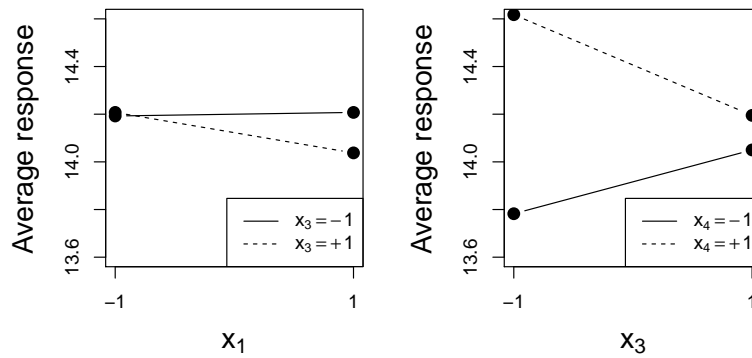 Average response
14.4
14.0
13.6
x₃ = −1
x₃ = +1
−1
1
x₁
Average response
14.4
14.0
13.6
x₄ = −1
x₄ = +1
−1
1
x₃